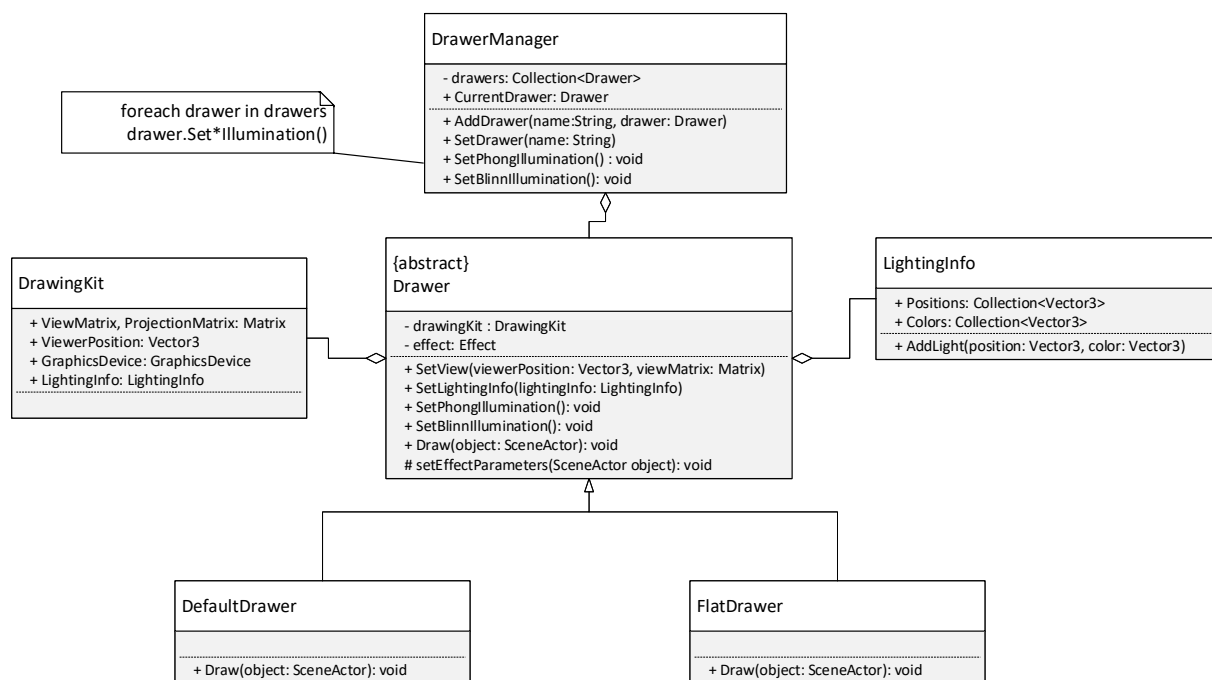 DrawerManager
- drawers: Collection<Drawer>
+ CurrentDrawer: Drawer
+ AddDrawer(name:String, drawer: Drawer)
+ SetDrawer(name: String)
+ SetPhongIllumination() : void
+ SetBlinnIllumination(): void
foreach drawer in drawers
drawer.Set*Illumination()
DrawingKit
+ ViewMatrix, ProjectionMatrix: Matrix
+ ViewerPosition: Vector3
+ GraphicsDevice: GraphicsDevice
+ LightingInfo: LightingInfo
{abstract}
Drawer
- drawingKit : DrawingKit
- effect: Effect
+ SetView(viewerPosition: Vector3, viewMatrix: Matrix)
+ SetLightingInfo(lightingInfo: LightingInfo)
+ SetPhongIllumination(): void
+ SetBlinnIllumination(): void
+ Draw(object: SceneActor): void
# setEffectParameters(SceneActor object): void
LightingInfo
+ Positions: Collection<Vector3>
+ Colors: Collection<Vector3>
+ AddLight(position: Vector3, color: Vector3)
DefaultDrawer
+ Draw(object: SceneActor): void
FlatDrawer
+ Draw(object: SceneActor): void